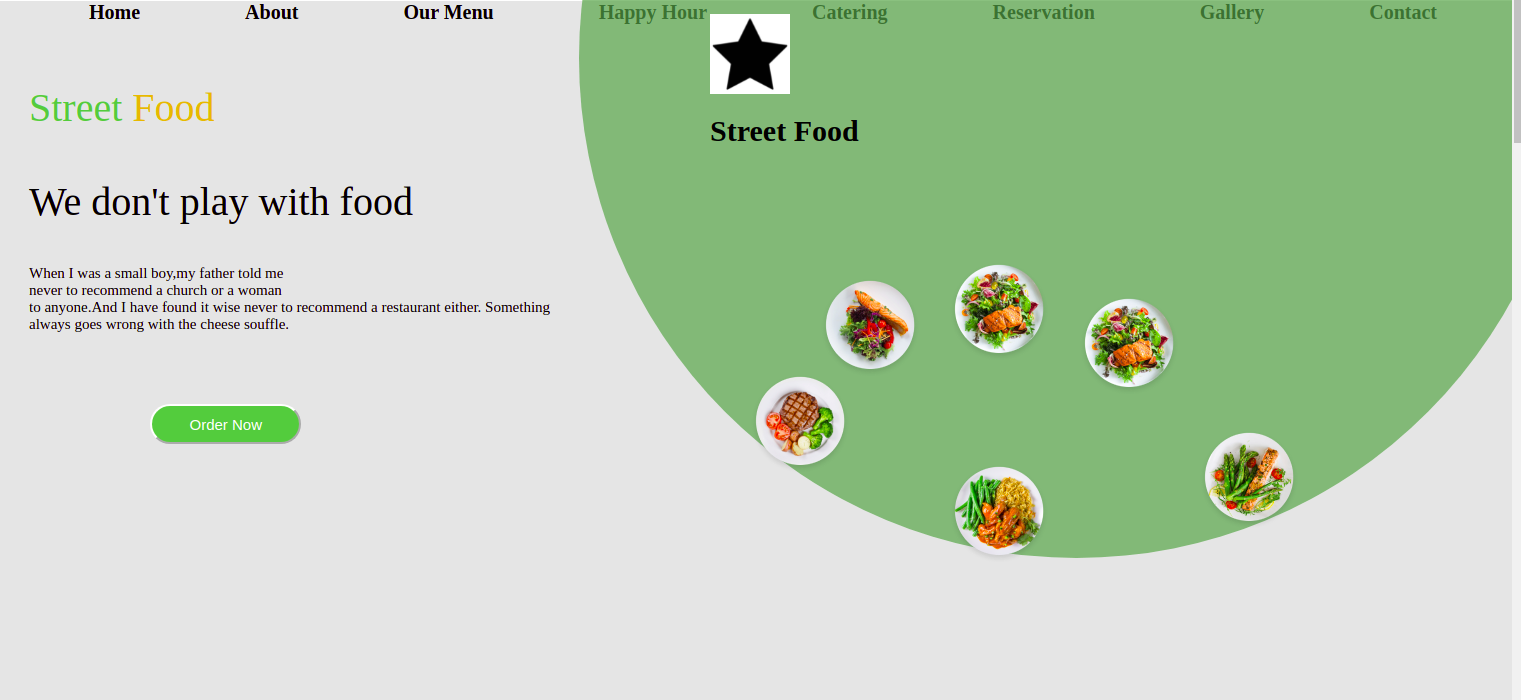 Home About Our Menu Happy Hour Catering Reservation Gallery Contact
Street Food
Street Food
We don't play with food
When I was a small boy,my father told me
never to recommend a church or a woman
to anyone.And I have found it wise never to recommend a restaurant either. Something
always goes wrong with the cheese souffle.
Order Now